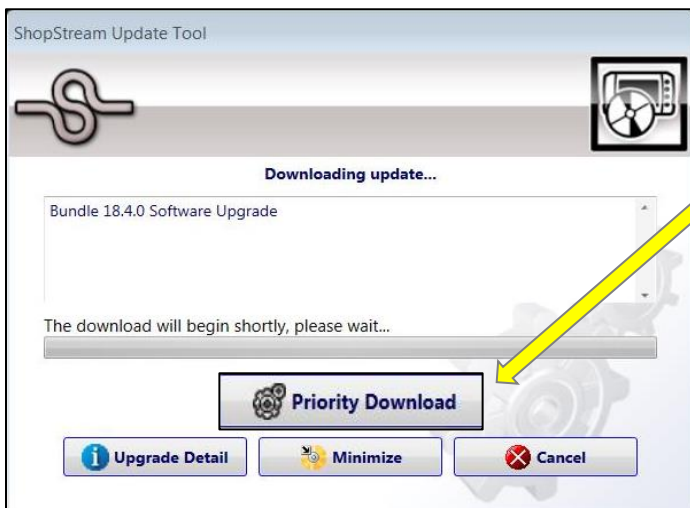 ShopStream Update Tool
Downloading update...
Bundle 18.4.0 Software Upgrade
The download will begin shortly, please wait...
Priority Download
Upgrade Detail
Minimize
Cancel